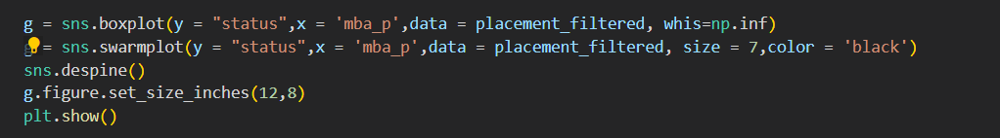 g = sns.boxplot(y = "status",x = 'mba_p',data = placement_filtered, whis=np.inf)
= sns.swarmplot(y = "status",x = 'mba_p',data = placement_filtered, size = 7,color = 'black')
sns.despine()
g.figure.set_size_inches(12,8)
plt.show()